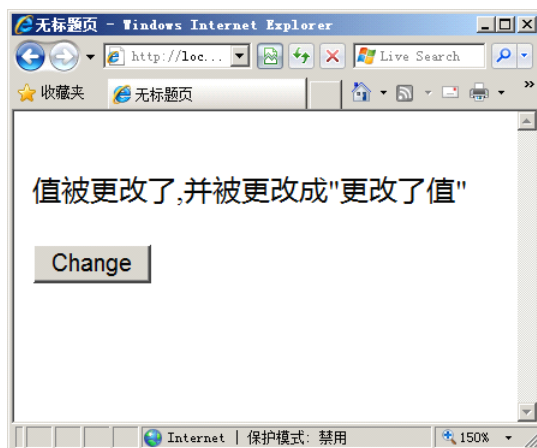 无标题页 - Windows Internet Explorer
http://loc...
Live Search
收藏夹
无标题页
»
值被更改了,并被更改成"更改了值"
Change
Internet | 保护模式: 禁用
150%